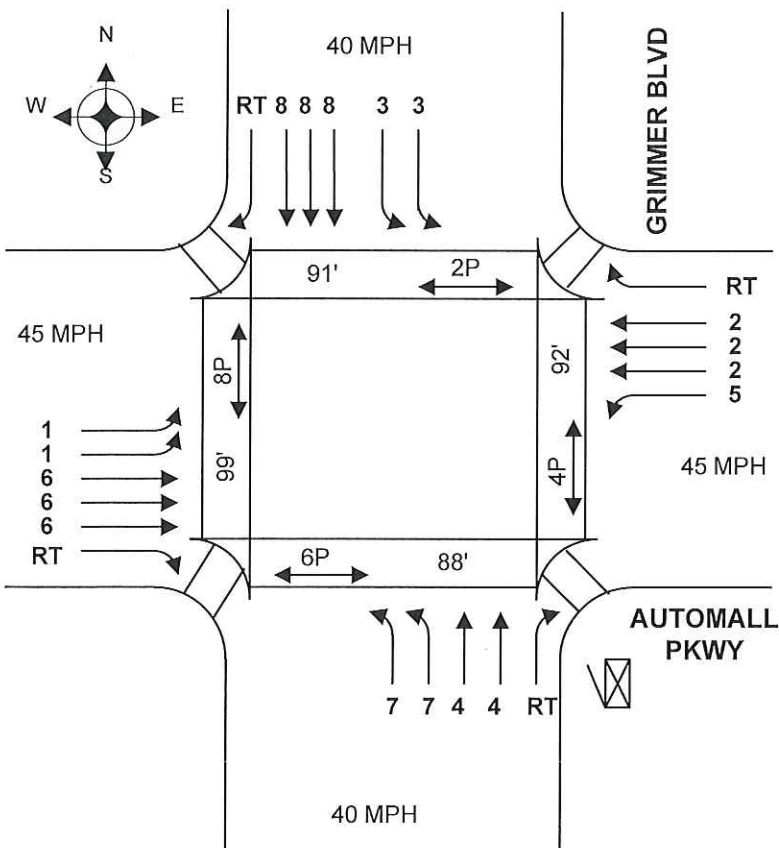 N
W E
S
40 MPH
RT 8 8 8 3 3
GRIMMER BLVD
91'
2P
RT
2
2
2
5
45 MPH
8P
92'
1
1
6
6
6
RT
99'
4P
45 MPH
6P
88'
AUTOMALL
PKWY
7 7 4 4 RT
40 MPH